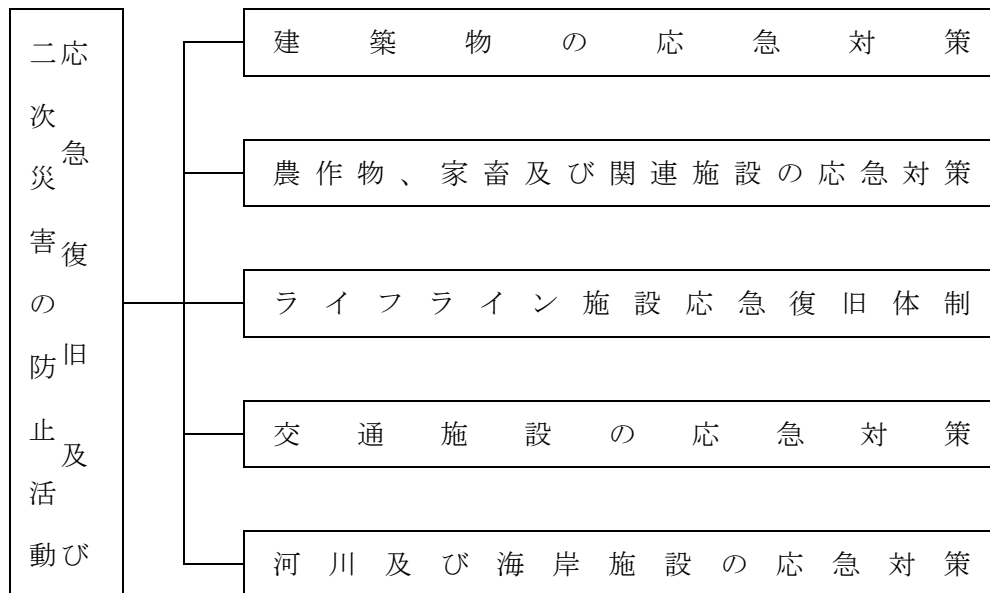 応急復旧及び
二次災害の防止活動
建築物の応急対策
農作物、家畜及び関連施設の応急対策
ライフライン施設応急復旧体制
交通施設の応急対策
河川及び海岸施設の応急対策